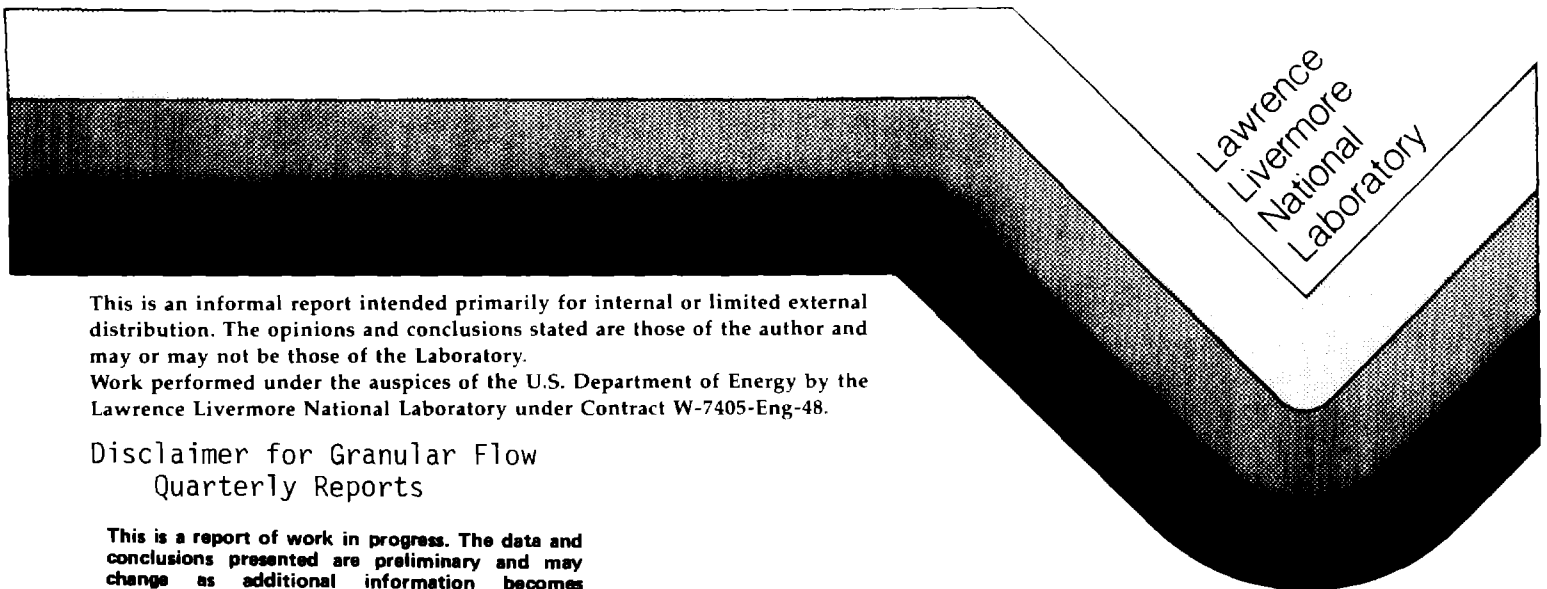 Lawrence
Livermore
National
Laboratory
This is an informal report intended primarily for internal or limited external
distribution. The opinions and conclusions stated are those of the author and
may or may not be those of the Laboratory.
Work performed under the auspices of the U.S. Department of Energy by the
Lawrence Livermore National Laboratory under Contract W-7405-Eng-48.
Disclaimer for Granular Flow
Quarterly Reports
This is a report of work in progress. The data and
conclusions presented are preliminary and may
change as additional information becomes